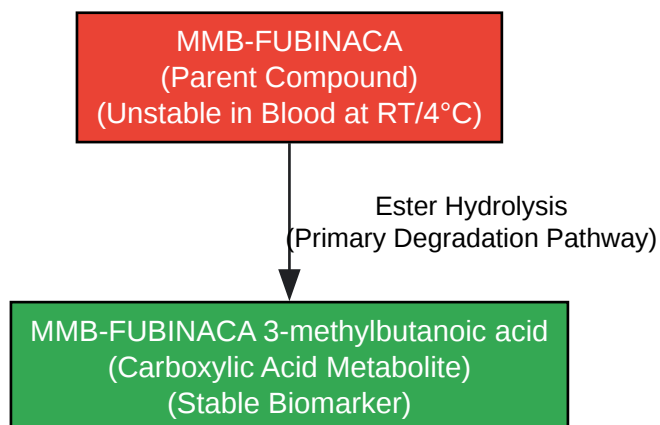 MMB-FUBINACA
(Parent Compound)
(Unstable in Blood at RT/4°C)
Ester Hydrolysis
(Primary Degradation Pathway)
MMB-FUBINACA 3-methylbutanoic acid
(Carboxylic Acid Metabolite)
(Stable Biomarker)